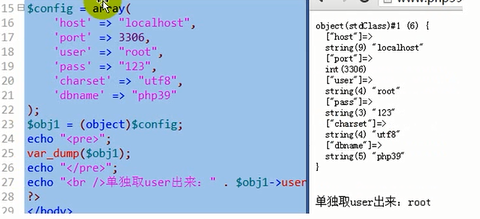 15 $config = array(
16 'host' => "localhost",
17 'port' => 3306,
18 'user' => "root",
19 'pass' => "123",
20 'charset' => "utf8",
21 'dbname' => "php39"
22 );
23 $obj1 = (object)$config;
24 echo "<pre>";
25 var_dump($obj1);
26 echo "</pre>";
27 echo "<br />单独取user出来：" . $obj1->user
28 ?>
29 </body>
object(stdClass)#1 (6) {
["host"]=>
string(9) "localhost"
["port"]=>
int(3306)
["user"]=>
string(4) "root"
["pass"]=>
string(3) "123"
["charset"]=>
string(4) "utf8"
["dbname"]=>
string(5) "php39"
}
单独取user出来：root